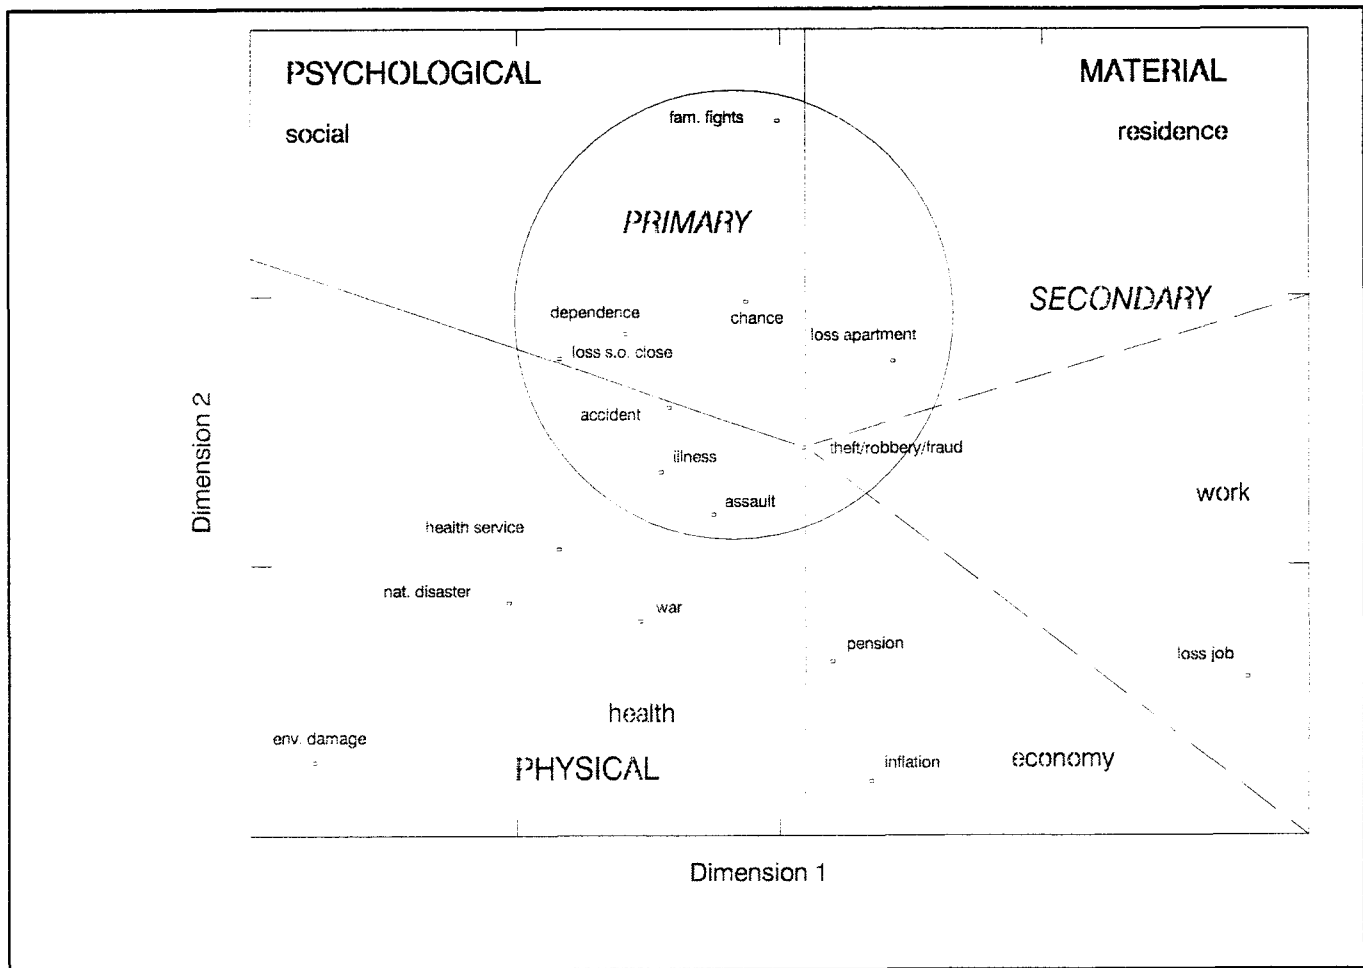 PSYCHOLOGICAL
MATERIAL
social
fam. fights
residence
PRIMARY
SECONDARY
dependence
chance
loss apartment
loss s.o. close
accident
theft/robbery/fraud
illness
work
assault
health service
nat. disaster
war
pension
loss job
health
env. damage
PHYSICAL
inflation
economy
Dimension 2
Dimension 1